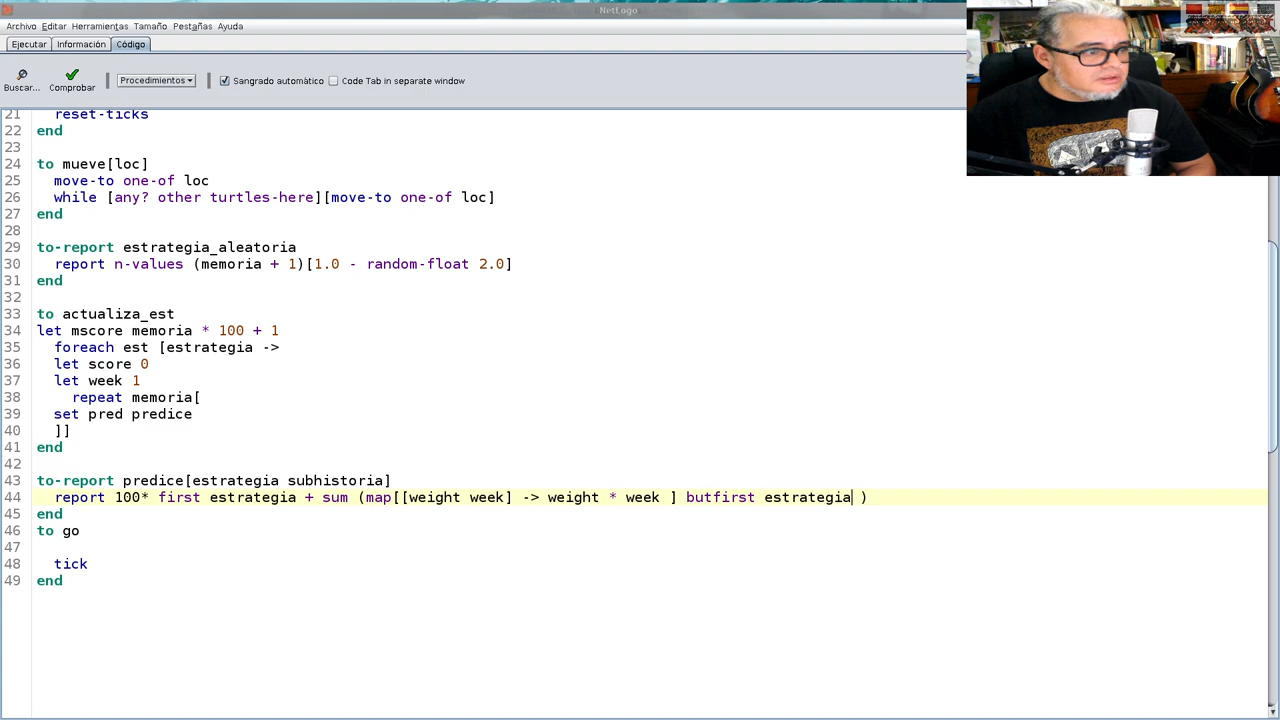 NetLogo
Archivo Editar Herramientas Tamaño Pestañas Ayuda
Ejecutar Información Código
Buscar... Comprobar Procedimientos Sangrado automático Code Tab in separate window
21 reset-ticks
22 end
23
24 to mueve[loc]
25 move-to one-of loc
26 while [any? other turtles-here][move-to one-of loc]
27 end
28
29 to-report estrategia_aleatoria
30 report n-values (memoria + 1)[1.0 - random-float 2.0]
31 end
32
33 to actualiza_est
34 let mscore memoria * 100 + 1
35 foreach est [estrategia ->
36 let score 0
37 let week 1
38 repeat memoria[
39 set pred predice
40 ]]
41 end
42
43 to-report predice[estrategia subhistoria]
44 report 100* first estrategia + sum (map[[weight week] -> weight * week ] butfirst estrategia )
45 end
46 to go
47
48 tick
49 end